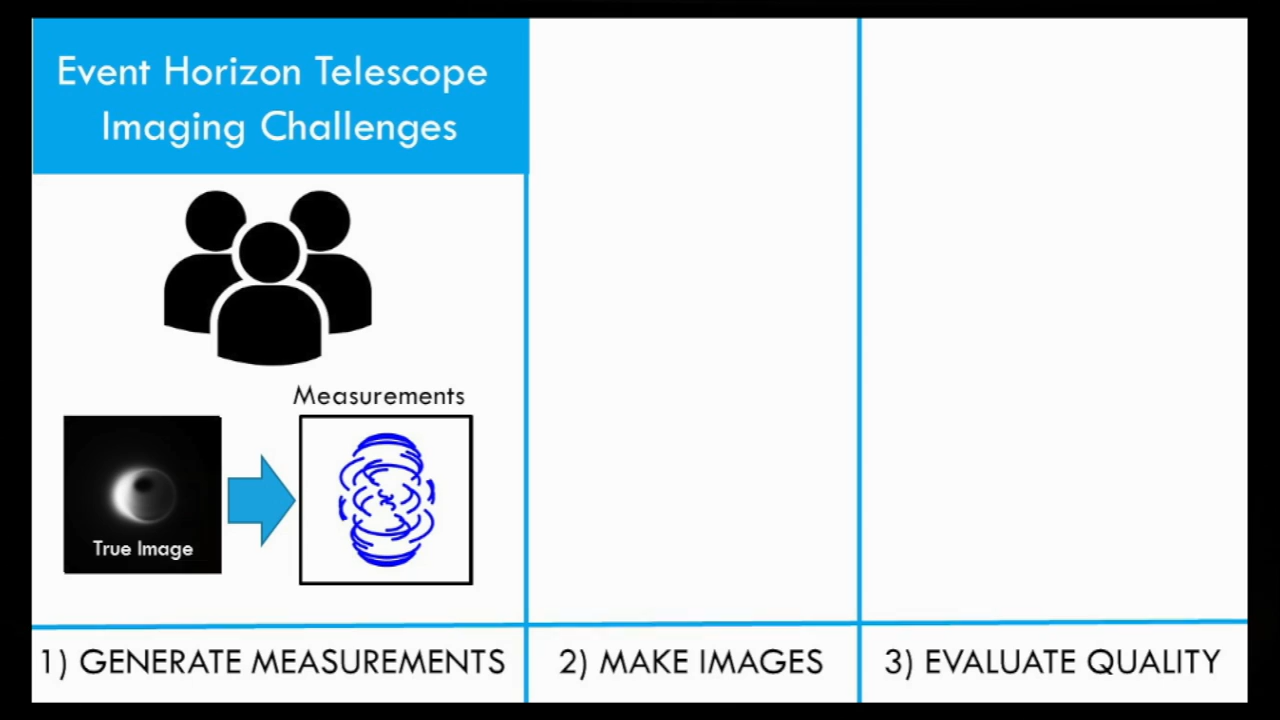 Event Horizon Telescope
Imaging Challenges
Measurements
True Image
1) GENERATE MEASUREMENTS
2) MAKE IMAGES
3) EVALUATE QUALITY